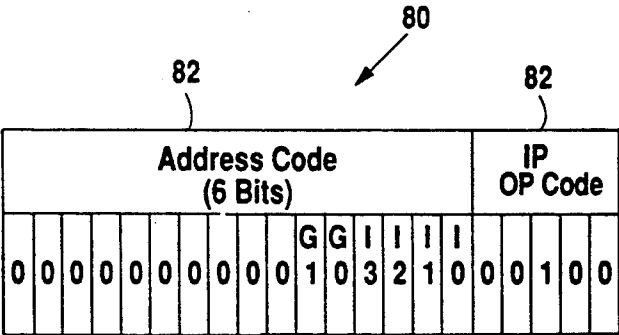 80
82 82
Address Code
(6 Bits)
IP
OP Code
G G I I I I
0 0 0 0 0 0 0 0 0 0 1 0 3 2 1 0 0 0 1 0 0